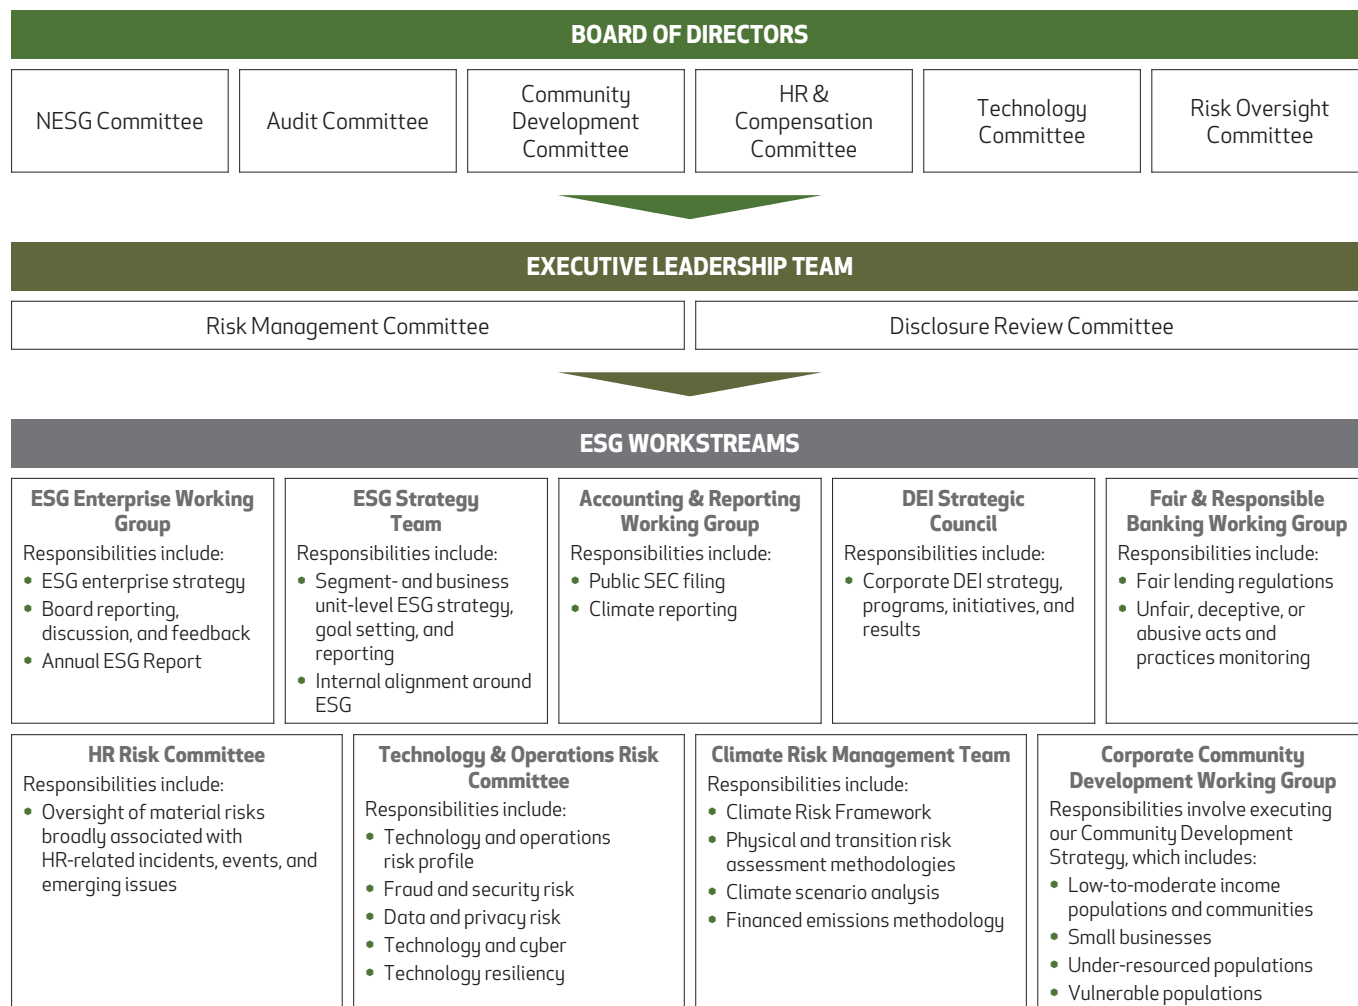 BOARD OF DIRECTORS
NESG Committee
Audit Committee
Community
Development
Committee
HR &
Compensation
Committee
Technology
Committee
Risk Oversight
Committee
EXECUTIVE LEADERSHIP TEAM
Risk Management Committee
Disclosure Review Committee
ESG WORKSTREAMS
ESG Enterprise Working
Group
Responsibilities include:
• ESG enterprise strategy
• Board reporting,
discussion, and feedback
• Annual ESG Report
ESG Strategy
Team
Responsibilities include:
• Segment- and business
unit-level ESG strategy,
goal setting, and
reporting
• Internal alignment around
ESG
Accounting & Reporting
Working Group
Responsibilities include:
• Public SEC filing
• Climate reporting
DEI Strategic
Council
Responsibilities include:
• Corporate DEI strategy,
programs, initiatives, and
results
Fair & Responsible
Banking Working Group
Responsibilities include:
• Fair lending regulations
• Unfair, deceptive, or
abusive acts and
practices monitoring
HR Risk Committee
Responsibilities include:
• Oversight of material risks
broadly associated with
HR-related incidents, events, and
emerging issues
Technology & Operations Risk
Committee
Responsibilities include:
• Technology and operations
risk profile
• Fraud and security risk
• Data and privacy risk
• Technology and cyber
• Technology resiliency
Climate Risk Management Team
Responsibilities include:
• Climate Risk Framework
• Physical and transition risk
assessment methodologies
• Climate scenario analysis
• Financed emissions methodology
Corporate Community
Development Working Group
Responsibilities involve executing
our Community Development
Strategy, which includes:
• Low-to-moderate income
populations and communities
• Small businesses
• Under-resourced populations
• Vulnerable populations